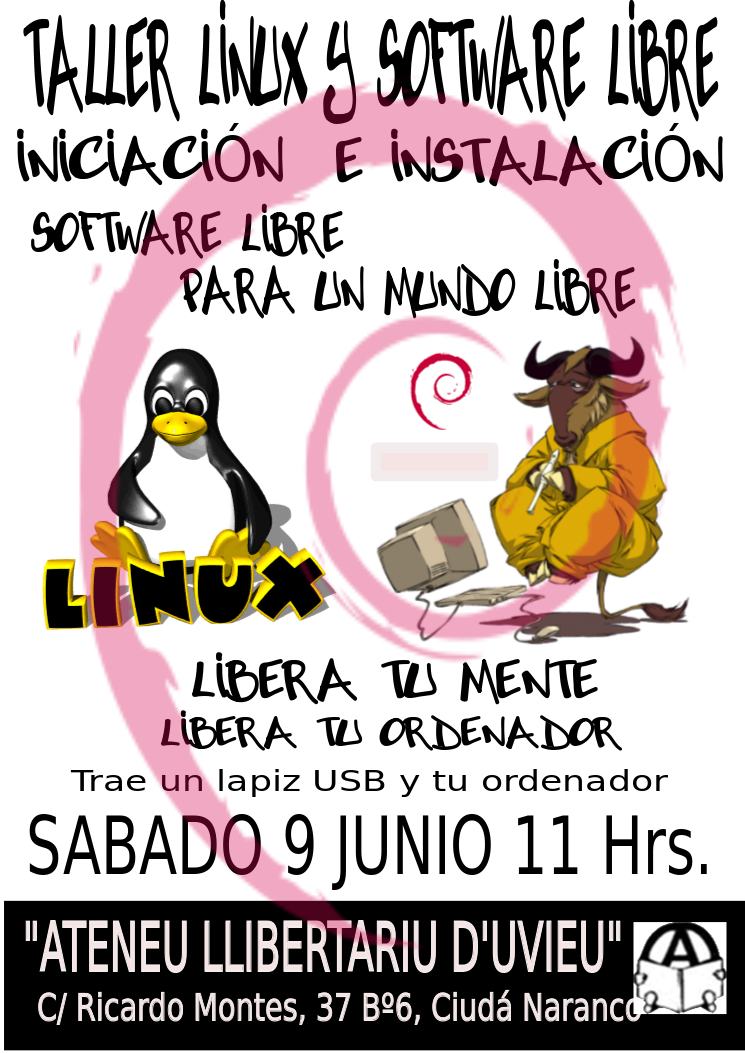 TALLER LINUX Y SOFTWARE LIBRE
INICIACIÓN E INSTALACIÓN
SOFTWARE LIBRE
PARA UN MUNDO LIBRE
LINUX
LIBERA TU MENTE
LIBERA TU ORDENADOR
Trae un lapiz USB y tu ordenador
SABADO 9 JUNIO 11 Hrs.
"ATENEU LLIBERTARIU D'UVIEU"
C/ Ricardo Montes, 37 Bº6, Ciudá Naranco
A